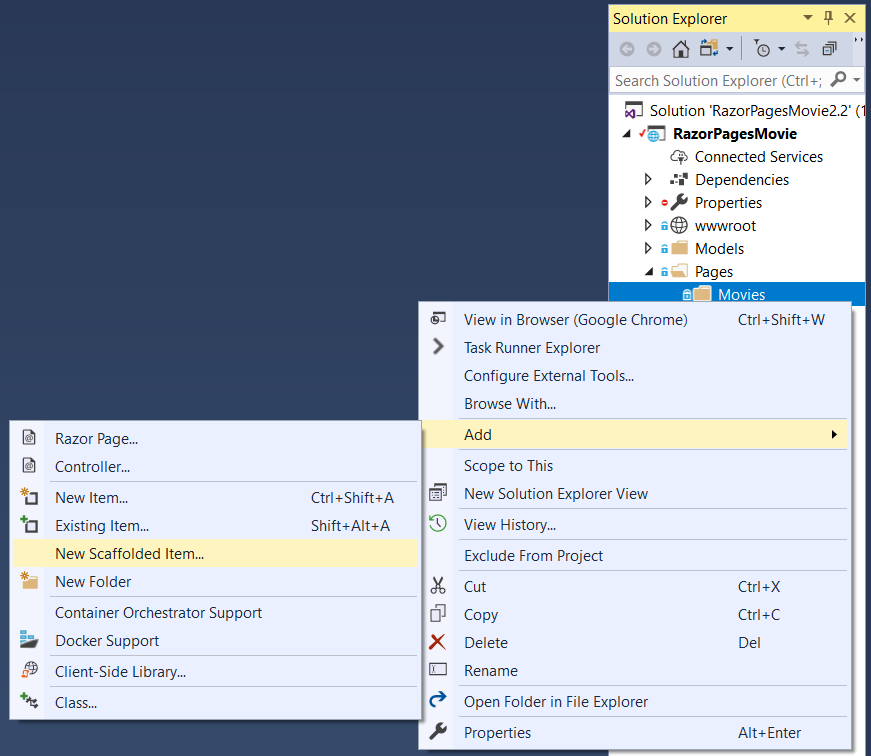 Solution Explorer
Search Solution Explorer (Ctrl+;
Solution 'RazorPagesMovie2.2' (1
RazorPagesMovie
Connected Services
Dependencies
Properties
wwwroot
Models
Pages
Movies
View in Browser (Google Chrome) Ctrl+Shift+W
Task Runner Explorer
Configure External Tools...
Browse With...
Add
Scope to This
New Solution Explorer View
View History...
Exclude From Project
Cut Ctrl+X
Copy Ctrl+C
Delete Del
Rename
Open Folder in File Explorer
Properties Alt+Enter
Razor Page...
Controller...
New Item... Ctrl+Shift+A
Existing Item... Shift+Alt+A
New Scaffolded Item...
New Folder
Container Orchestrator Support
Docker Support
Client-Side Library...
Class...